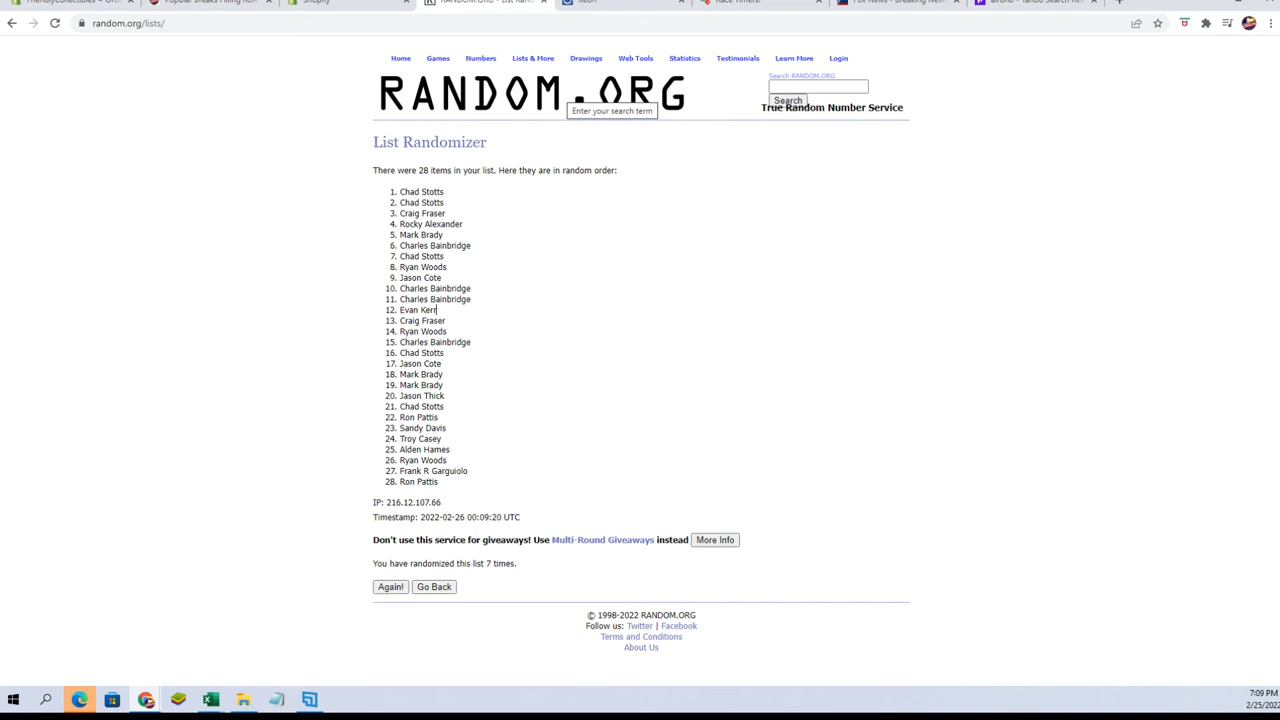 Shopify
random.org/lists/
Home Games Numbers Lists & More Drawings Web Tools Statistics Testimonials Learn More Login
RANDOM.ORG
Search RANDOM.ORG
Search
True Random Number Service
Enter your search term
List Randomizer
There were 28 items in your list. Here they are in random order:
1. Chad Stotts
2. Chad Stotts
3. Craig Fraser
4. Rocky Alexander
5. Mark Brady
6. Charles Bainbridge
7. Chad Stotts
8. Ryan Woods
9. Jason Cote
10. Charles Bainbridge
11. Charles Bainbridge
12. Evan Kerr
13. Craig Fraser
14. Ryan Woods
15. Charles Bainbridge
16. Chad Stotts
17. Jason Cote
18. Mark Brady
19. Mark Brady
20. Jason Thick
21. Chad Stotts
22. Ron Pattis
23. Sandy Davis
24. Troy Casey
25. Alden Hames
26. Ryan Woods
27. Frank R Garguiolo
28. Ron Pattis
IP: 216.12.107.66
Timestamp: 2022-02-26 00:09:20 UTC
Don't use this service for giveaways! Use Multi-Round Giveaways instead More Info
You have randomized this list 7 times.
Again! Go Back
© 1998-2022 RANDOM.ORG
Follow us: Twitter | Facebook
Terms and Conditions
About Us
7:09 PM
2/25/2022